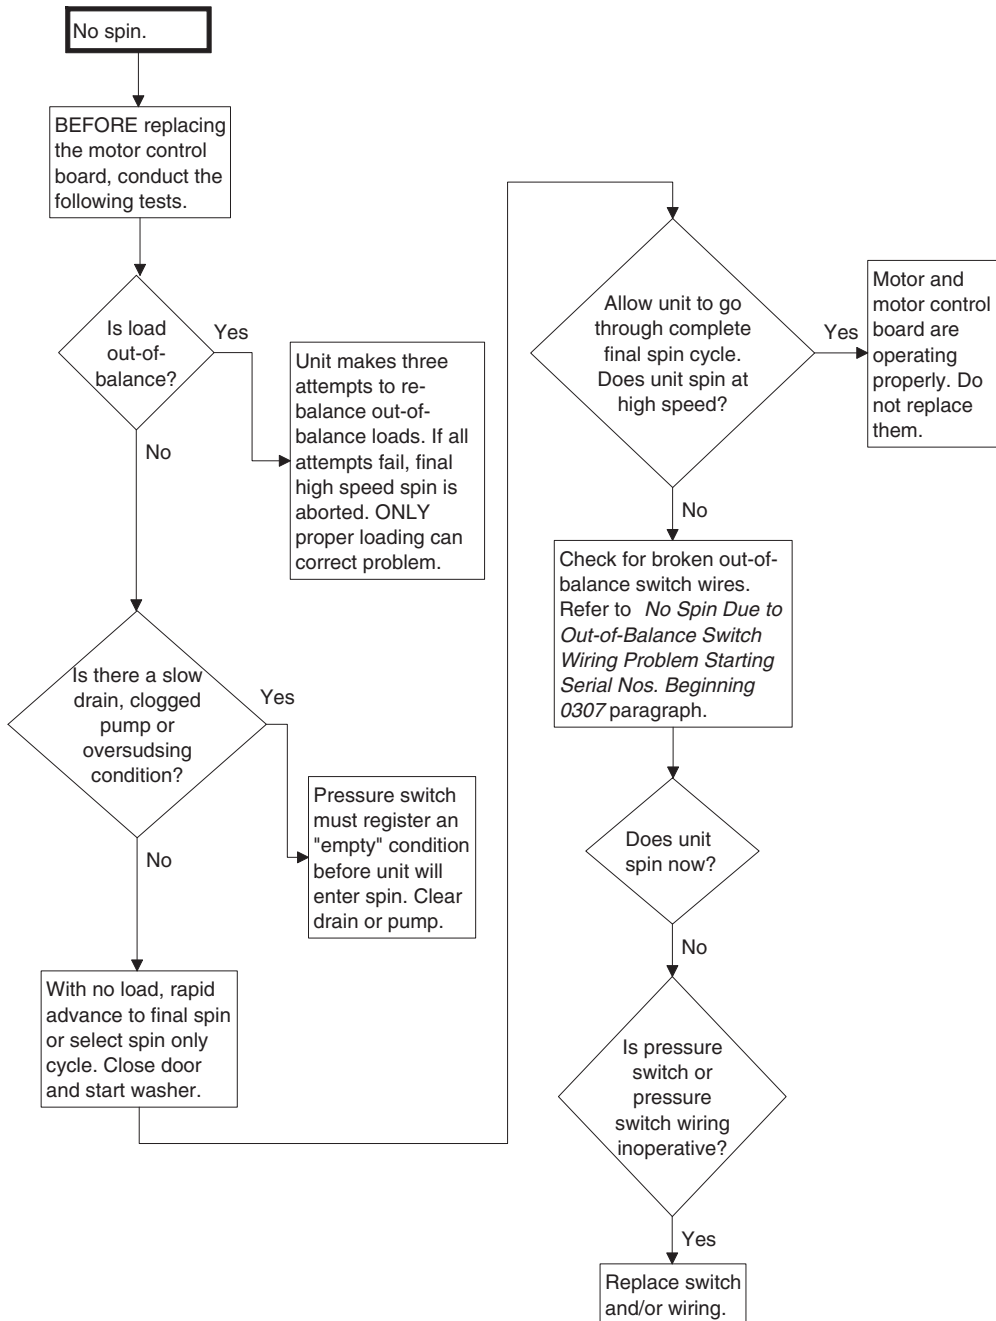 No spin.
BEFORE replacing
the motor control
board, conduct the
following tests.
Is load
out-of-
balance?
Yes
Unit makes three
attempts to re-
balance out-of-
balance loads. If all
attempts fail, final
high speed spin is
aborted. ONLY
proper loading can
correct problem.
No
Is there a slow
drain, clogged
pump or
oversudsing
condition?
Yes
Pressure switch
must register an
"empty" condition
before unit will
enter spin. Clear
drain or pump.
No
With no load, rapid
advance to final spin
or select spin only
cycle. Close door
and start washer.
Allow unit to go
through complete
final spin cycle.
Does unit spin at
high speed?
Yes
Motor and
motor control
board are
operating
properly. Do
not replace
them.
No
Check for broken out-of-
balance switch wires.
Refer to No Spin Due to
Out-of-Balance Switch
Wiring Problem Starting
Serial Nos. Beginning
0307 paragraph.
Does unit
spin now?
No
Is pressure
switch or
pressure
switch wiring
inoperative?
Yes
Replace switch
and/or wiring.